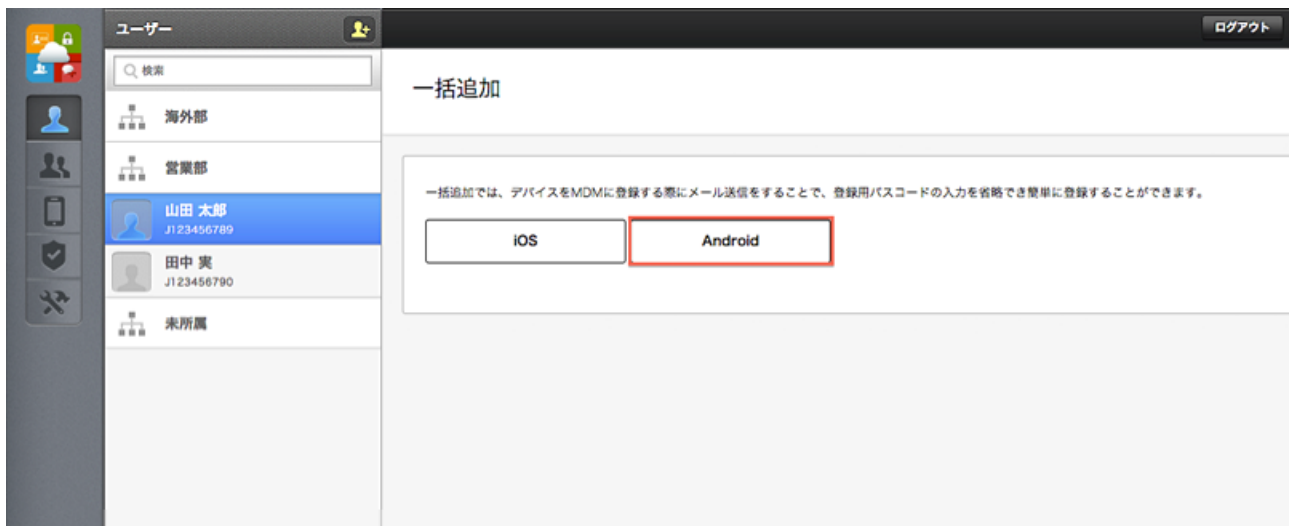 ユーザー
ログアウト
検索
海外部
営業部
山田 太郎
J123456789
田中 実
J123456790
未所属
一括追加
一括追加では、デバイスをMDMに登録する際にメール送信をすることで、登録用パスコードの入力を省略でき簡単に登録することができます。
iOS
Android